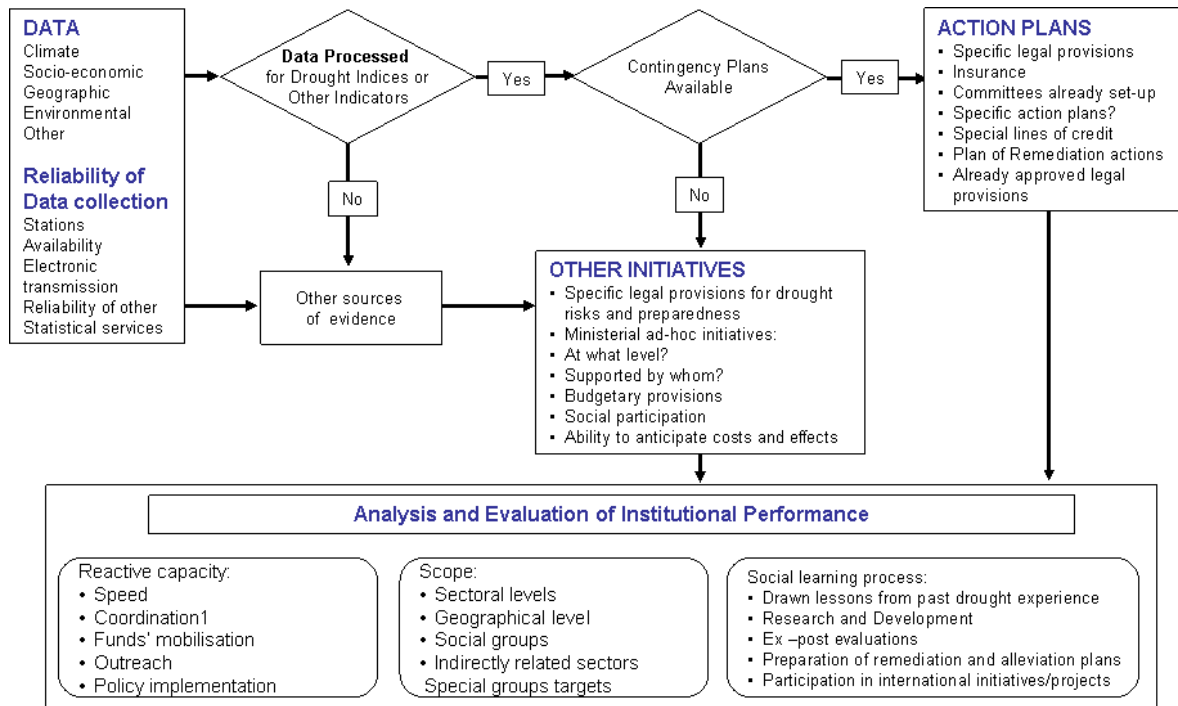 DATA
Climate
Socio-economic
Geographic
Environmental
Other
Reliability of
Data collection
Stations
Availability
Electronic
transmission
Reliability of other
Statistical services
Data Processed
for Drought Indices or
Other Indicators
Yes
No
Contingency Plans
Available
Yes
No
ACTION PLANS
▪ Specific legal provisions
▪ Insurance
▪ Committees already set-up
▪ Specific action plans?
▪ Special lines of credit
▪ Plan of Remediation actions
▪ Already approved legal
provisions
Other sources
of evidence
OTHER INITIATIVES
▪ Specific legal provisions for drought
risks and preparedness
▪ Ministerial ad-hoc initiatives:
▪ At what level?
▪ Supported by whom?
▪ Budgetary provisions
▪ Social participation
▪ Ability to anticipate costs and effects
Analysis and Evaluation of Institutional Performance
Reactive capacity:
• Speed
• Coordination1
• Funds' mobilisation
• Outreach
• Policy implementation
Scope:
• Sectoral levels
• Geographical level
• Social groups
• Indirectly related sectors
Special groups targets
Social learning process:
• Drawn lessons from past drought experience
• Research and Development
• Ex –post evaluations
• Preparation of remediation and alleviation plans
• Participation in international initiatives/projects